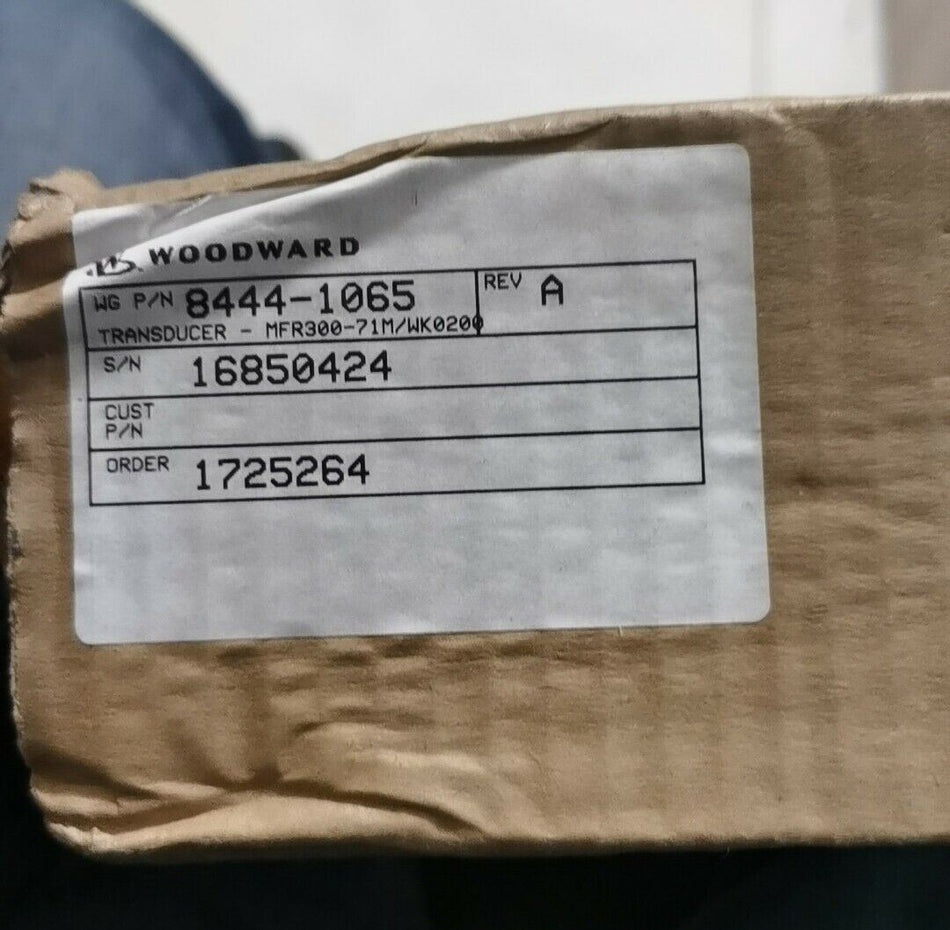 WOODWARD
WG P/N 8444-1065 REV A
TRANSDUCER - MFR300-71M/WK0200
S/N 16850424
CUST
P/N
ORDER 1725264